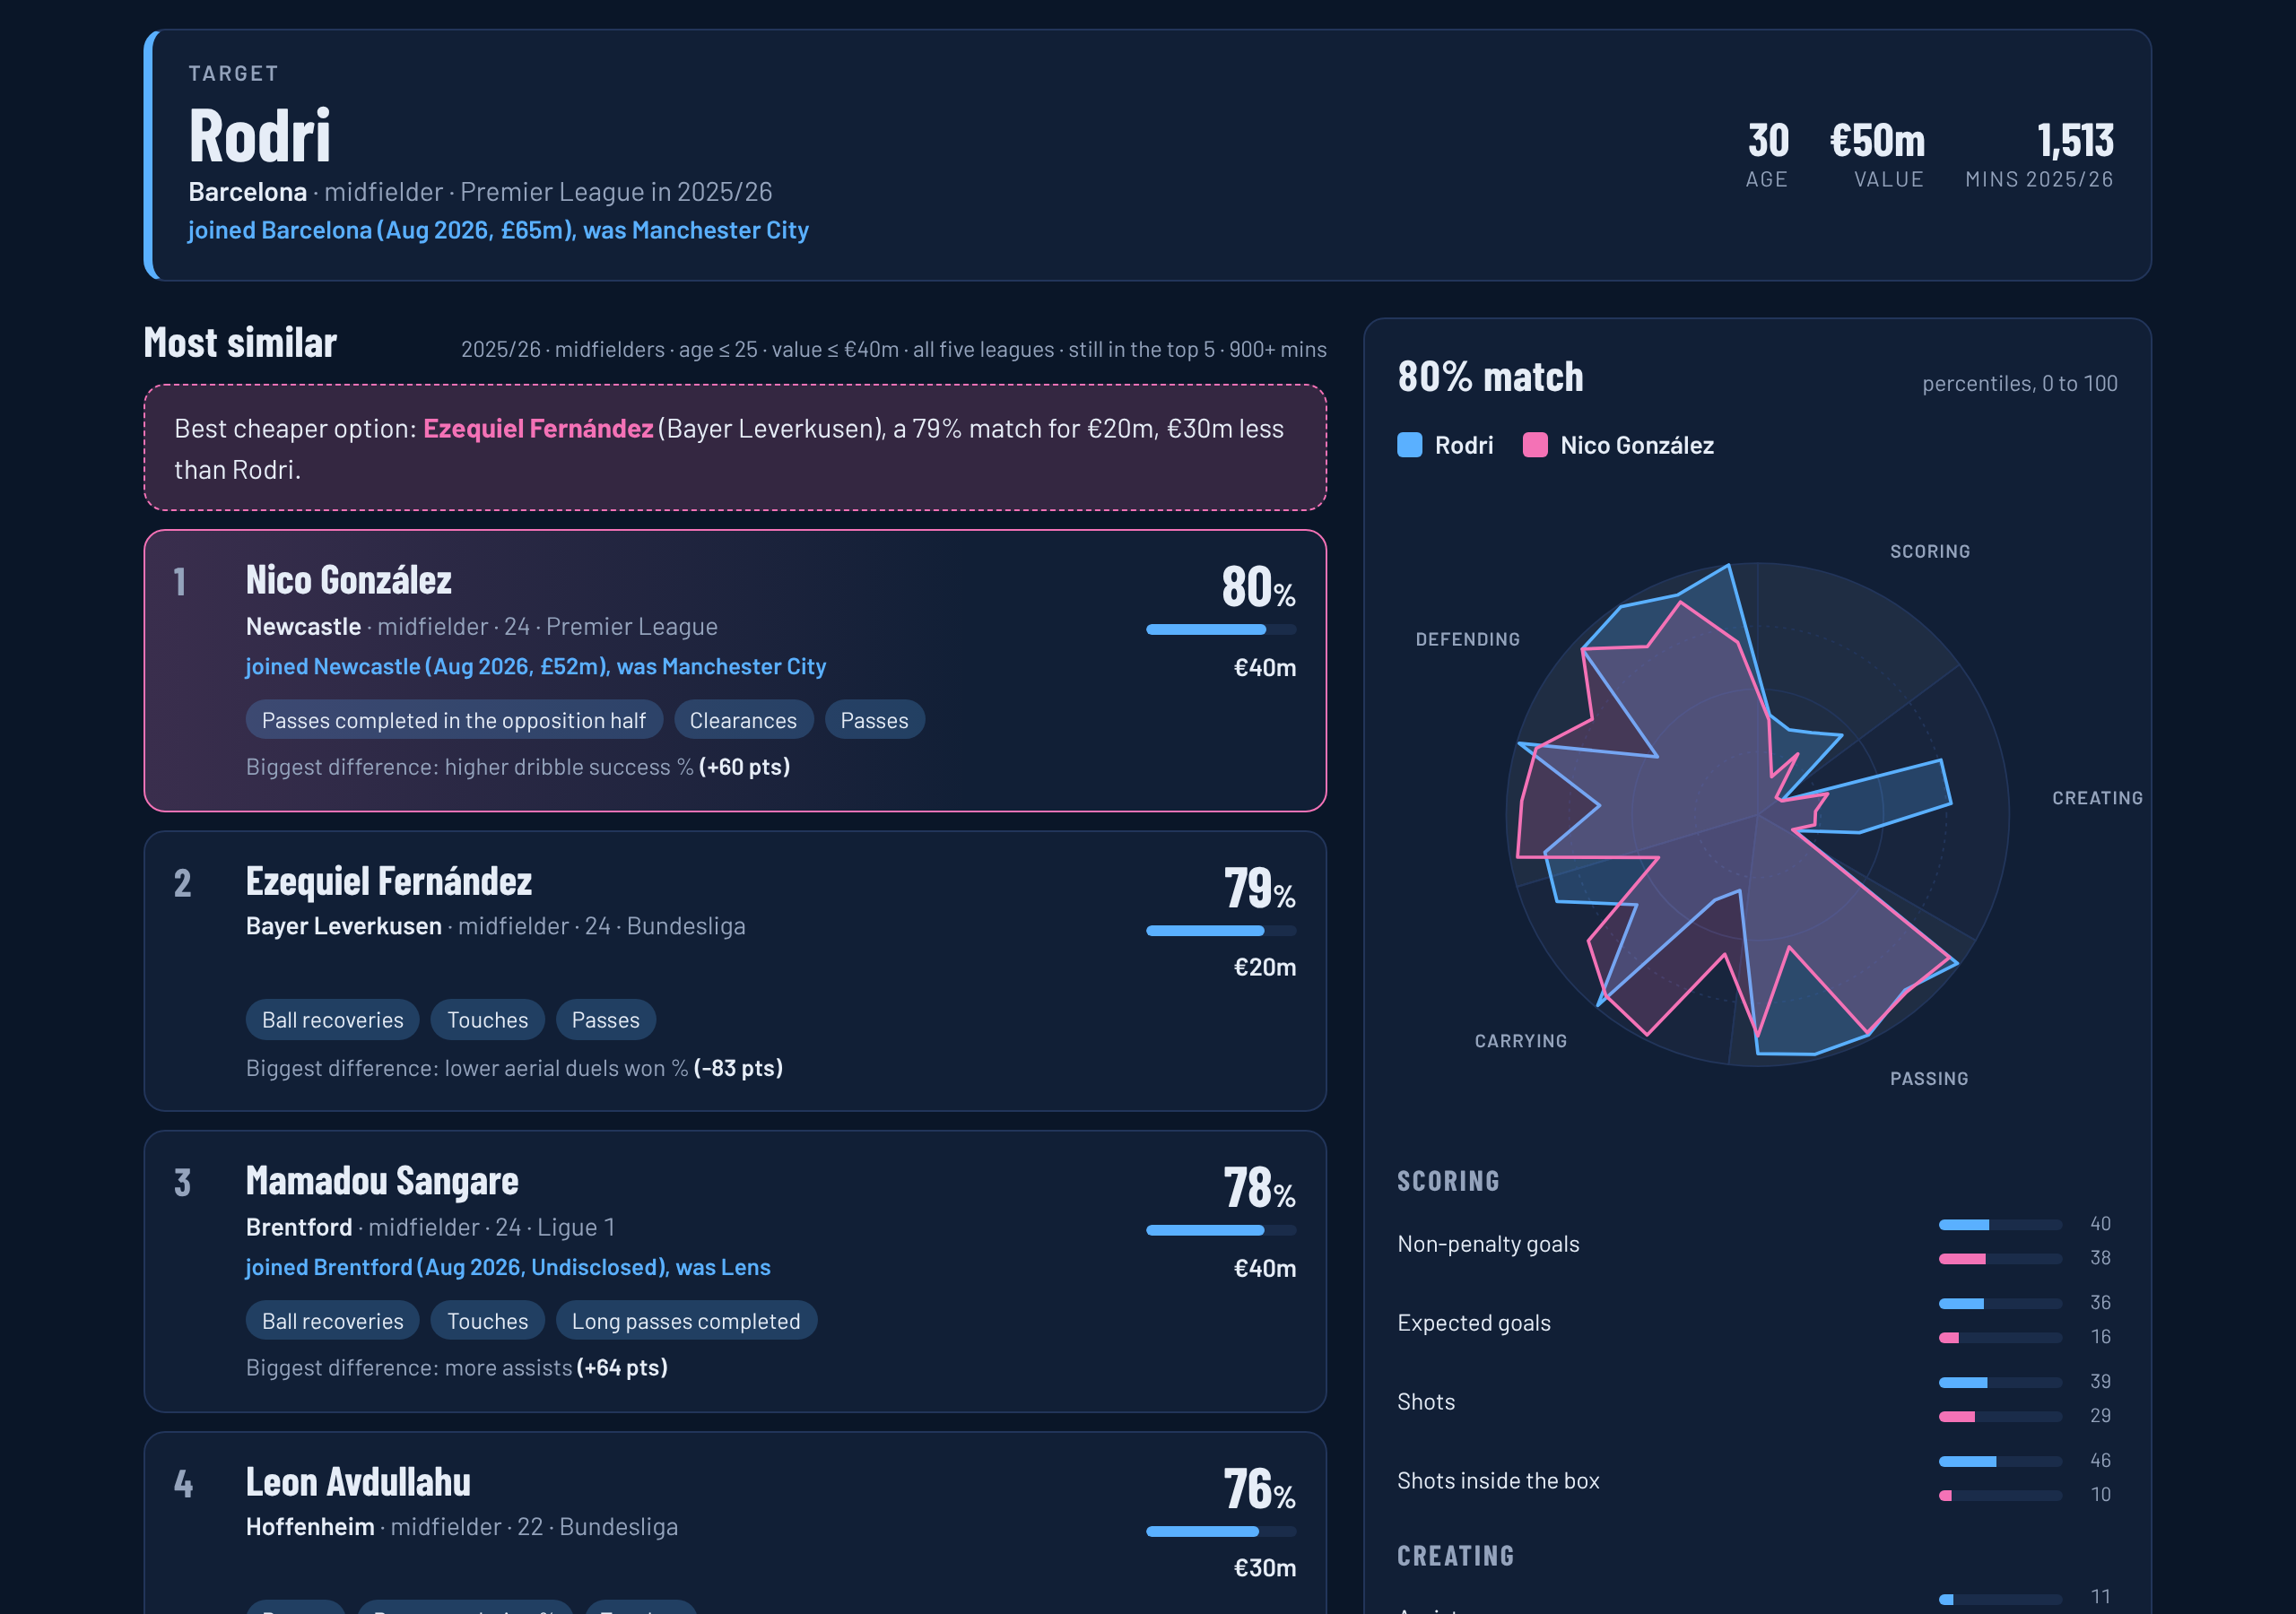 TARGET
Rodri
Barcelona · midfielder · Premier League in 2025/26
joined Barcelona (Aug 2026, £65m), was Manchester City
30
AGE
€50m
VALUE
1,513
MINS 2025/26
Most similar
2025/26 · midfielders · age ≤ 25 · value ≤ €40m · all five leagues · still in the top 5 · 900+ mins
Best cheaper option: Ezequiel Fernández (Bayer Leverkusen), a 79% match for €20m, €30m less
than Rodri.
1
Nico González
Newcastle · midfielder · 24 · Premier League
joined Newcastle (Aug 2026, £52m), was Manchester City
80%
€40m
Passes completed in the opposition half
Clearances
Passes
Biggest difference: higher dribble success % (+60 pts)
2
Ezequiel Fernández
Bayer Leverkusen · midfielder · 24 · Bundesliga
79%
€20m
Ball recoveries
Touches
Passes
Biggest difference: lower aerial duels won % (-83 pts)
3
Mamadou Sangare
Brentford · midfielder · 24 · Ligue 1
joined Brentford (Aug 2026, Undisclosed), was Lens
78%
€40m
Ball recoveries
Touches
Long passes completed
Biggest difference: more assists (+64 pts)
4
Leon Avdullahu
Hoffenheim · midfielder · 22 · Bundesliga
76%
€30m
80% match
percentiles, 0 to 100
Rodri
Nico González
SCORING
DEFENDING
CREATING
CARRYING
PASSING
SCORING
Non-penalty goals
40
38
Expected goals
36
16
Shots
39
29
Shots inside the box
46
10
CREATING
11